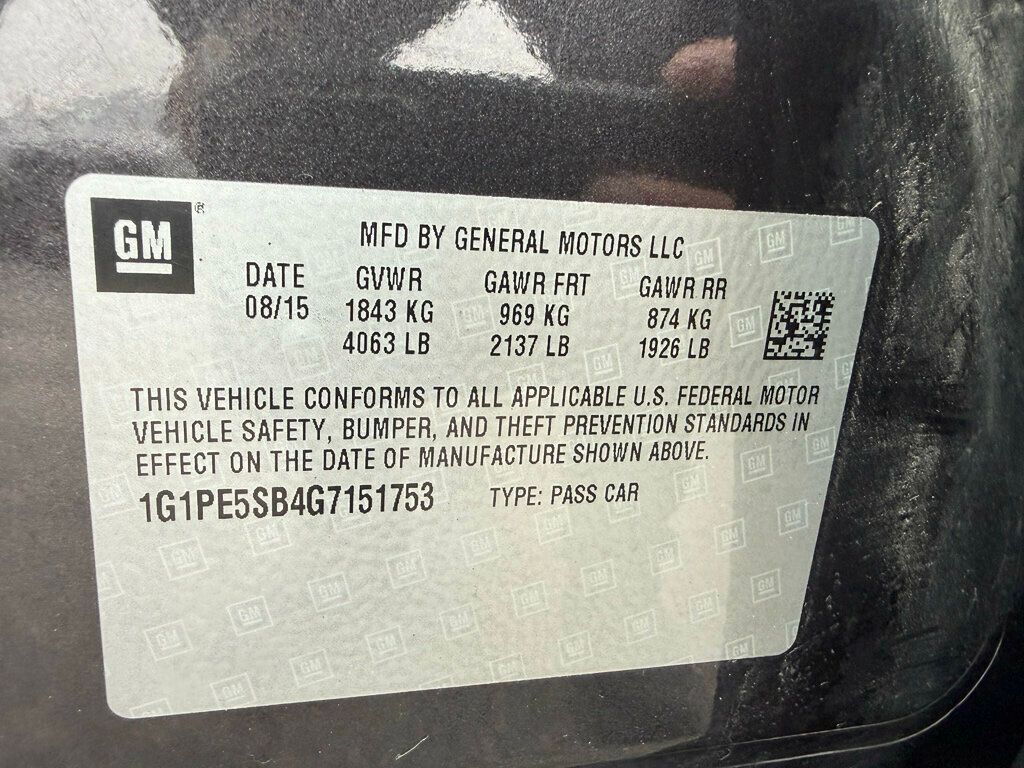 GM ®
MFD BY GENERAL MOTORS LLC
DATE GVWR GAWR FRT GAWR RR
08/15 1843 KG 969 KG 874 KG
4063 LB 2137 LB 1926 LB
THIS VEHICLE CONFORMS TO ALL APPLICABLE U.S. FEDERAL MOTOR
VEHICLE SAFETY, BUMPER, AND THEFT PREVENTION STANDARDS IN
EFFECT ON THE DATE OF MANUFACTURE SHOWN ABOVE.
1G1PE5SB4G7151753 TYPE: PASS CAR